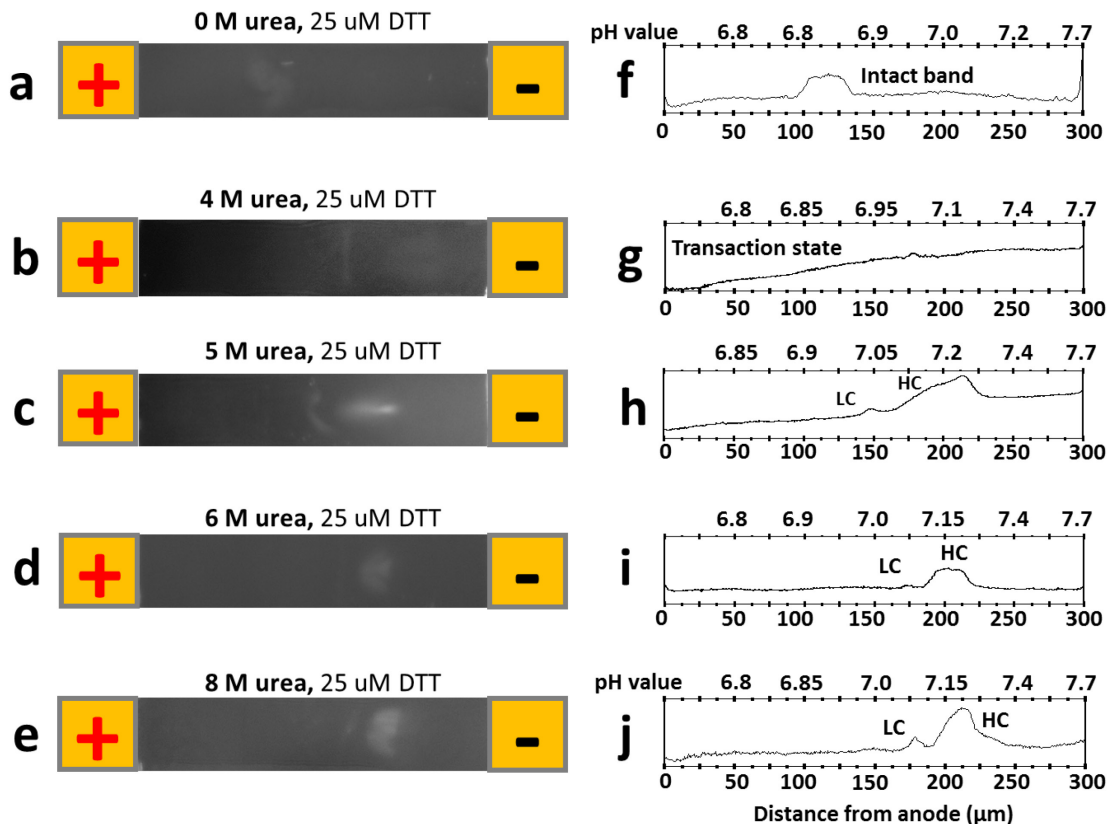 0 M urea, 25 uM DTT
a
+
-
pH value 6.8 6.8 6.9 7.0 7.2 7.7
f
Intact band
0 50 100 150 200 250 300
4 M urea, 25 uM DTT
b
+
-
6.8 6.85 6.95 7.1 7.4 7.7
g
Transaction state
0 50 100 150 200 250 300
5 M urea, 25 uM DTT
c
+
-
6.85 6.9 7.05 7.2 7.4 7.7
h
LC HC
0 50 100 150 200 250 300
6 M urea, 25 uM DTT
d
+
-
6.8 6.9 7.0 7.15 7.4 7.7
i
LC HC
0 50 100 150 200 250 300
8 M urea, 25 uM DTT
e
+
-
pH value 6.8 6.85 7.0 7.15 7.4 7.7
j
LC HC
0 50 100 150 200 250 300
Distance from anode (μm)